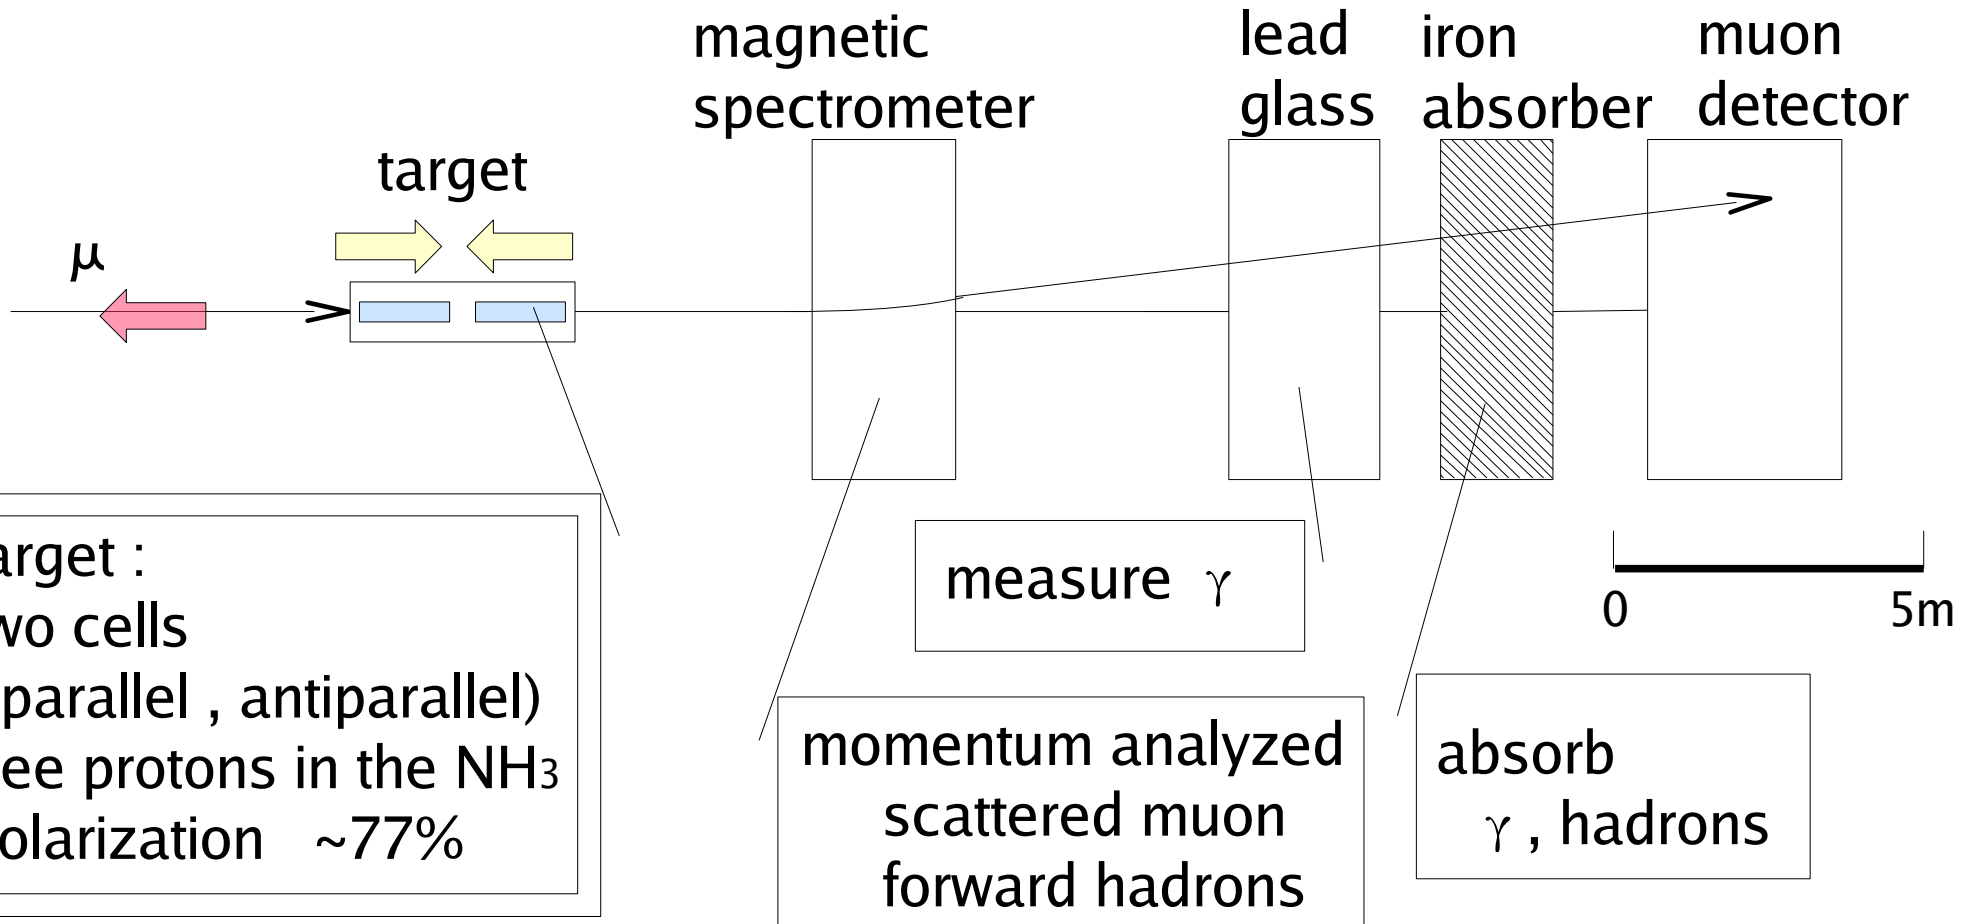 magnetic
spectrometer
lead
glass
iron
absorber
muon
detector
target
μ
arget :
wo cells
parallel , antiparallel)
ee protons in the NH3
olarization ~77%
measure γ
0 5m
momentum analyzed
scattered muon
forward hadrons
absorb
γ , hadrons